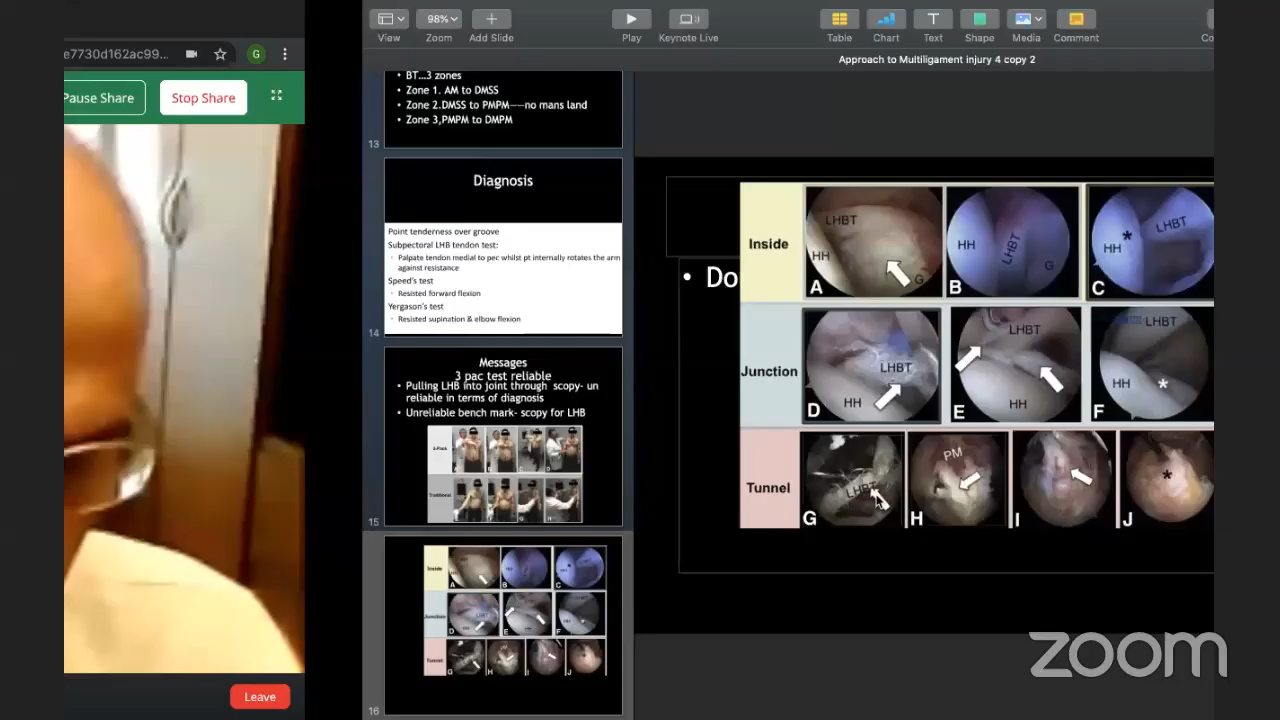 e7730d162ac99...
G
Pause Share
Stop Share
Leave
View
98%
Zoom
Add Slide
Play
Keynote Live
Table
Chart
Text
Shape
Media
Comment
Co
Approach to Multiligament injury 4 copy 2
• BT...3 zones
• Zone 1. AM to DMSS
• Zone 2.DMSS to PMPM——no mans land
• Zone 3,PMPM to DMPM
13
Diagnosis
Point tenderness over groove
Subpectoral LHB tendon test:
• Palpate tendon medial to pec whilst pt internally rotates the arm
against resistance
Speed's test
• Resisted forward flexion
Yergason's test
• Resisted supination & elbow flexion
14
Messages
3 pac test reliable
• Pulling LHB into joint through scopy- un
reliable in terms of diagnosis
• Unreliable bench mark- scopy for LHB
15
Inside
A
B
C
Junction
D
E
F
Tunnel
G
H
I
J
16
• Do
Inside
LHBT
HH
G
A
HH
LHBT
G
B
HH
*
LHBT
C
Junction
LHBT
HH
D
LHBT
HH
E
LHBT
HH
*
F
Tunnel
LHBT
G
PM
H
I
*
J
zoom